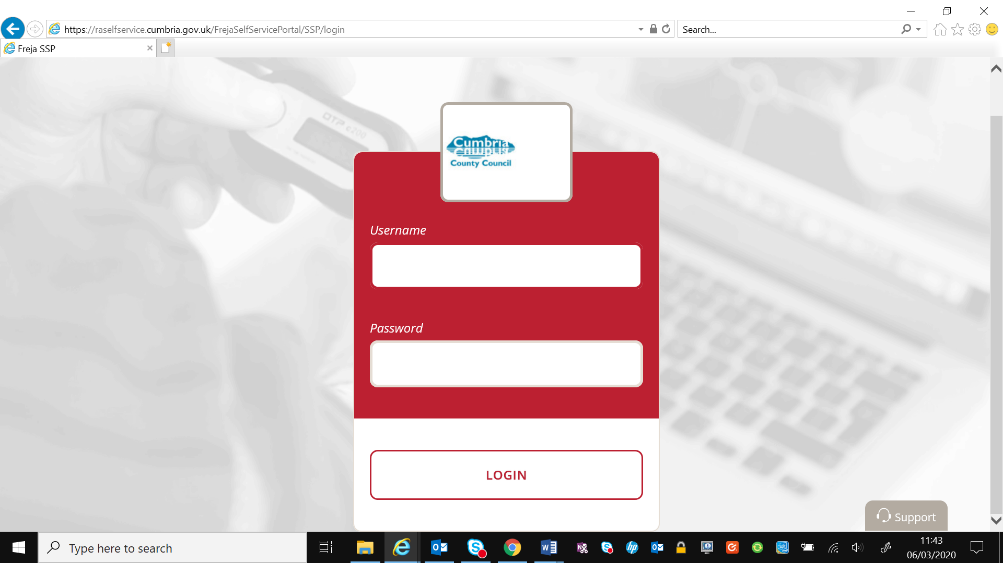 https://raselfservice.cumbria.gov.uk/FrejaSelfServicePortal/SSP/login
Search...
Freja SSP
OTP
Cumbria
County Council
Username
Password
LOGIN
Support
Type here to search
11:43
06/03/2020